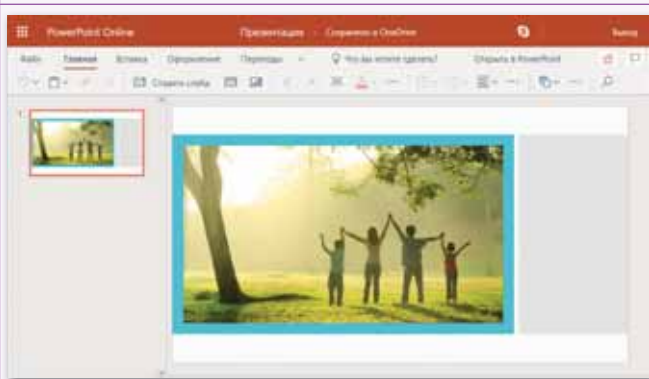 PowerPoint Online Презентация - Сохранено в OneDrive Выход
Файл Главная Вставка Оформление Переходы Что вы хотите сделать? Открыть в PowerPoint
Создать слайд
1